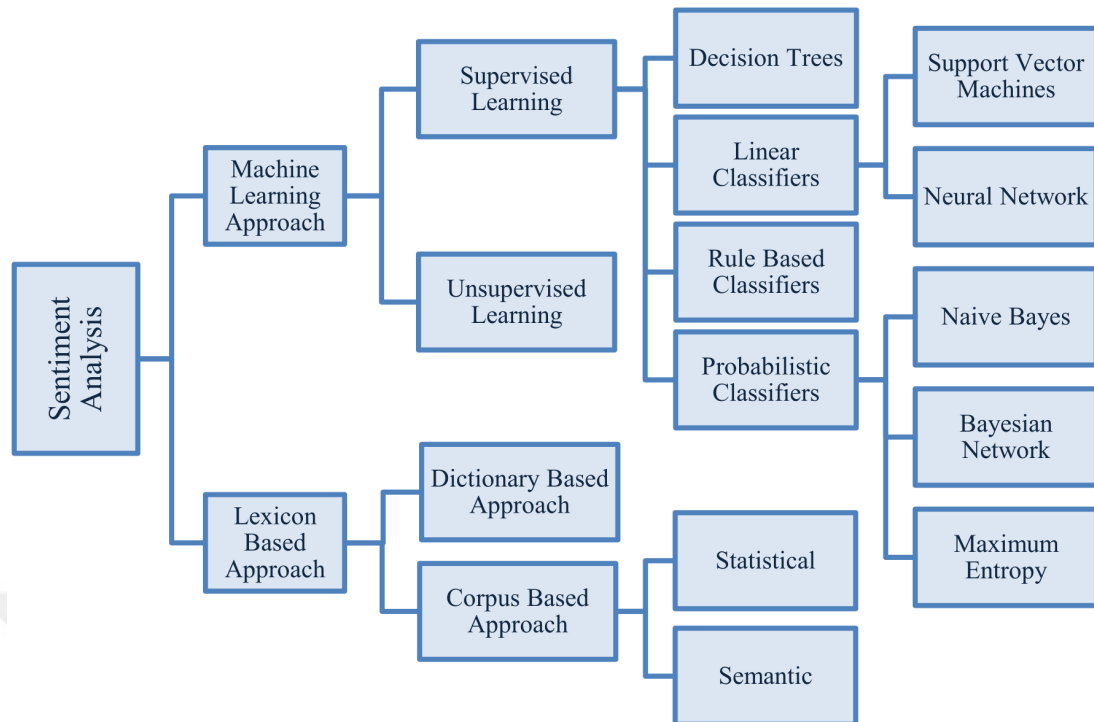 Sentiment
Analysis
Machine
Learning
Approach
Lexicon
Based
Approach
Supervised
Learning
Unsupervised
Learning
Dictionary Based
Approach
Corpus Based
Approach
Decision Trees
Linear
Classifiers
Rule Based
Classifiers
Probabilistic
Classifiers
Statistical
Semantic
Support Vector
Machines
Neural Network
Naive Bayes
Bayesian
Network
Maximum
Entropy